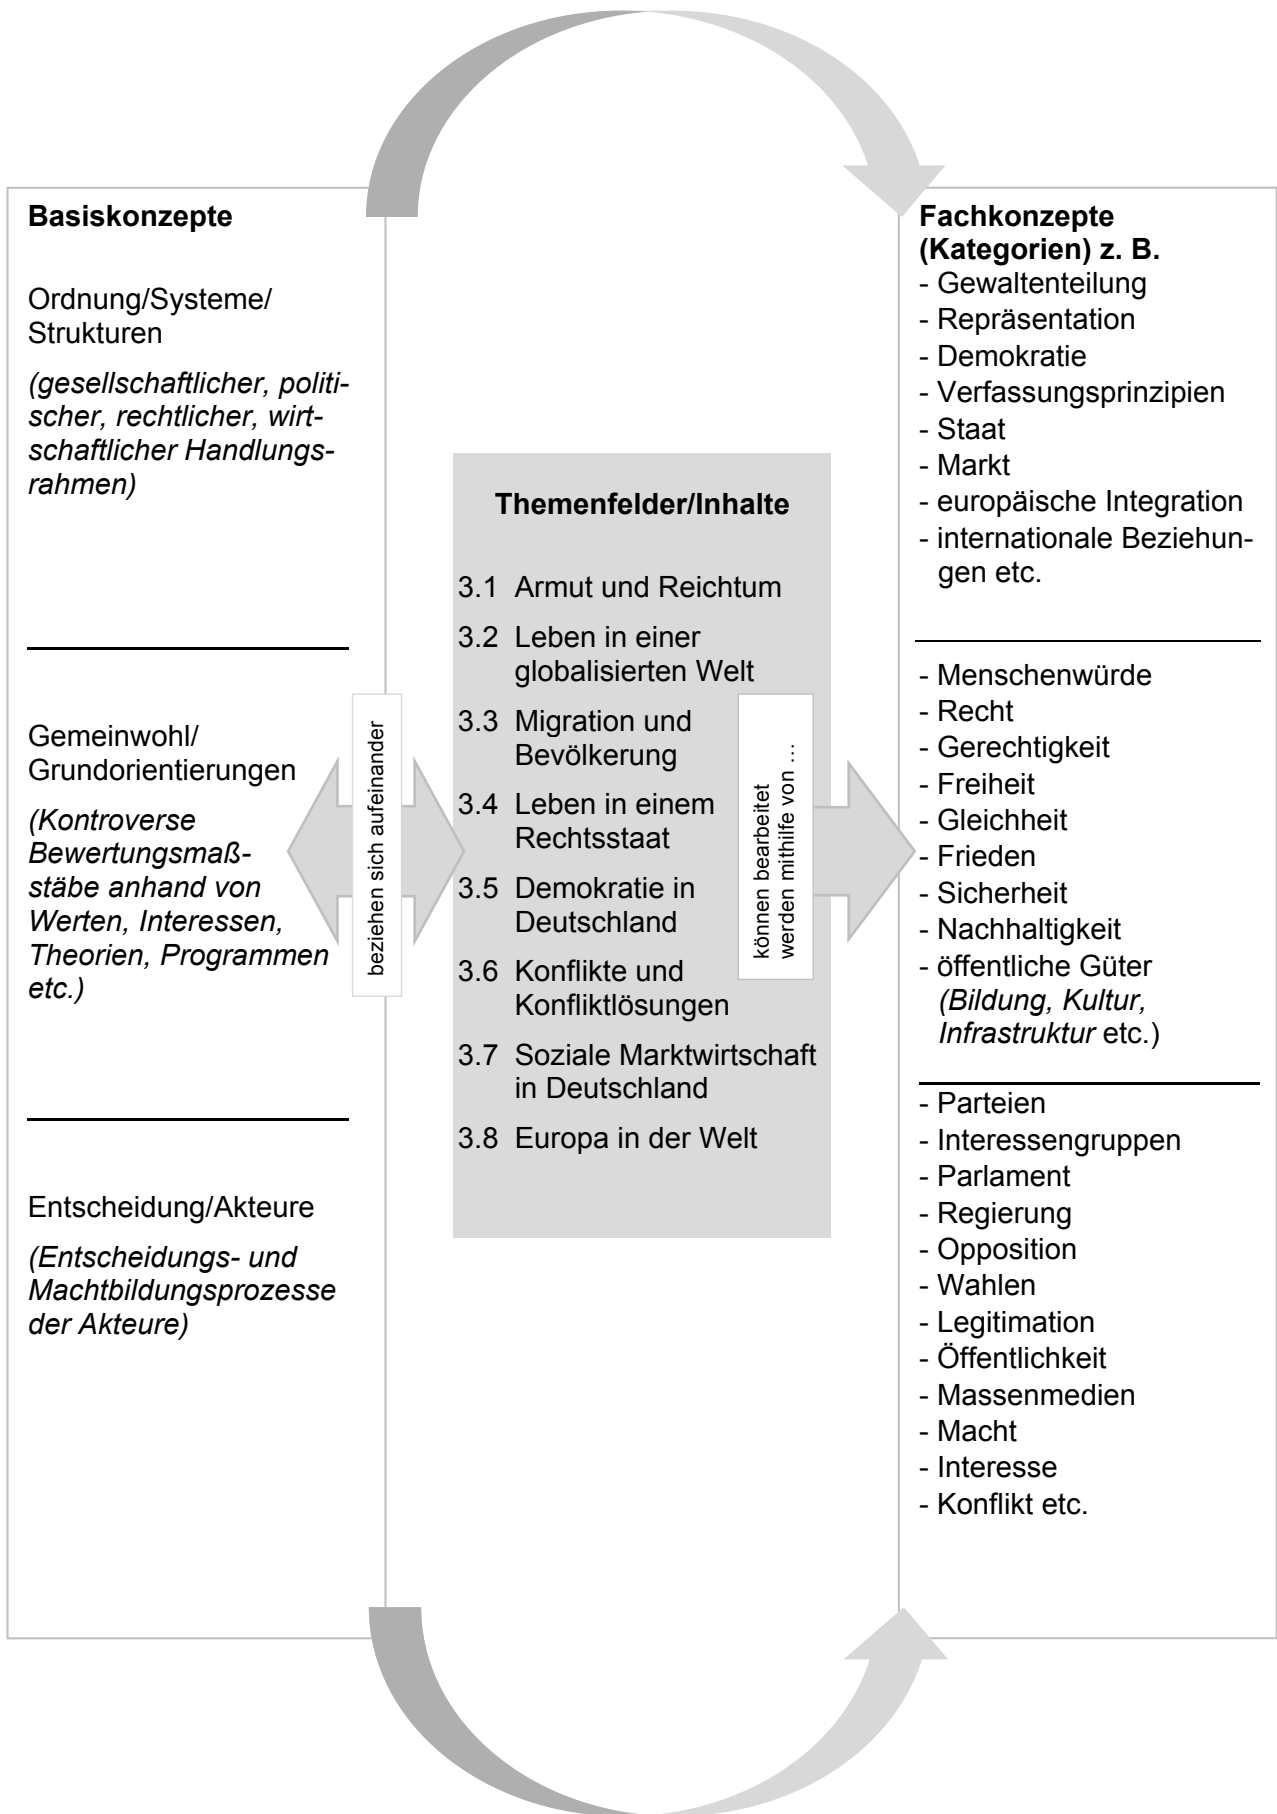 Basiskonzepte
Ordnung/Systeme/
Strukturen
(gesellschaftlicher, politi-
scher, rechtlicher, wirt-
schaftlicher Handlungs-
rahmen)
Gemeinwohl/
Grundorientierungen
(Kontroverse
Bewertungsmaß-
stäbe anhand von
Werten, Interessen,
Theorien, Programmen
etc.)
Entscheidung/Akteure
(Entscheidungs- und
Machtbildungsprozesse
der Akteure)
beziehen sich aufeinander
Themenfelder/Inhalte
3.1 Armut und Reichtum
3.2 Leben in einer
globalisierten Welt
3.3 Migration und
Bevölkerung
3.4 Leben in einem
Rechtsstaat
3.5 Demokratie in
Deutschland
3.6 Konflikte und
Konfliktlösungen
3.7 Soziale Marktwirtschaft
in Deutschland
3.8 Europa in der Welt
können bearbeitet
werden mithilfe von …
Fachkonzepte
(Kategorien) z. B.
- Gewaltenteilung
- Repräsentation
- Demokratie
- Verfassungsprinzipien
- Staat
- Markt
- europäische Integration
- internationale Beziehun-
gen etc.
- Menschenwürde
- Recht
- Gerechtigkeit
- Freiheit
- Gleichheit
- Frieden
- Sicherheit
- Nachhaltigkeit
- öffentliche Güter
(Bildung, Kultur,
Infrastruktur etc.)
- Parteien
- Interessengruppen
- Parlament
- Regierung
- Opposition
- Wahlen
- Legitimation
- Öffentlichkeit
- Massenmedien
- Macht
- Interesse
- Konflikt etc.